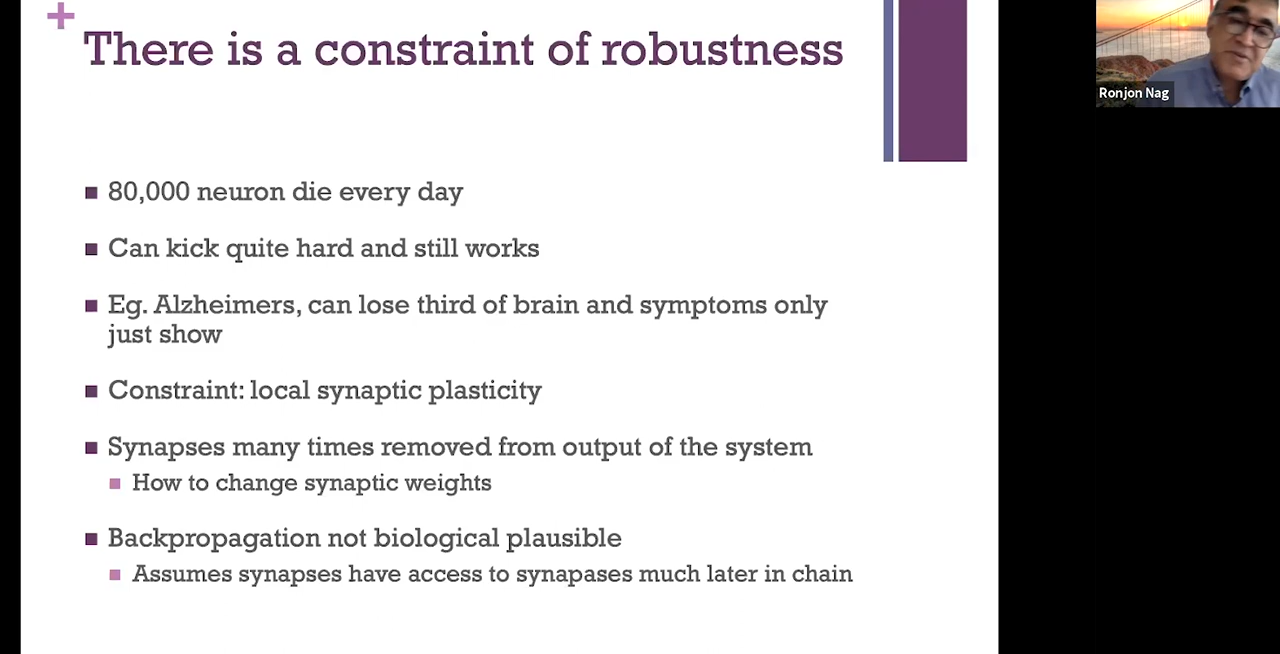 There is a constraint of robustness
80,000 neuron die every day
Can kick quite hard and still works
Eg. Alzheimers, can lose third of brain and symptoms only
just show
Constraint: local synaptic plasticity
Synapses many times removed from output of the system
How to change synaptic weights
Backpropagation not biological plausible
Assumes synapses have access to synapases much later in chain
Ronjon Nag